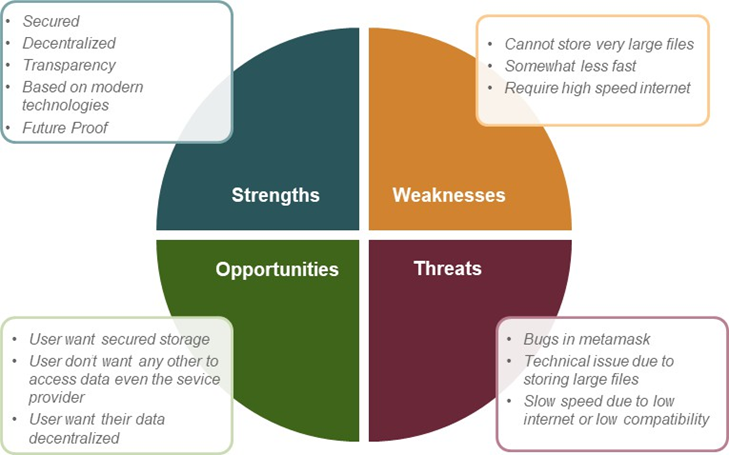 • Secured
• Decentralized
• Transparency
• Based on modern
technologies
• Future Proof
• Cannot store very large files
• Somewhat less fast
• Require high speed internet
Strengths
Weaknesses
Opportunities
Threats
• User want secured storage
• User don't want any other to
access data even the sevice
provider
• User want their data
decentralized
• Bugs in metamask
• Technical issue due to
storing large files
• Slow speed due to low
internet or low compatibility